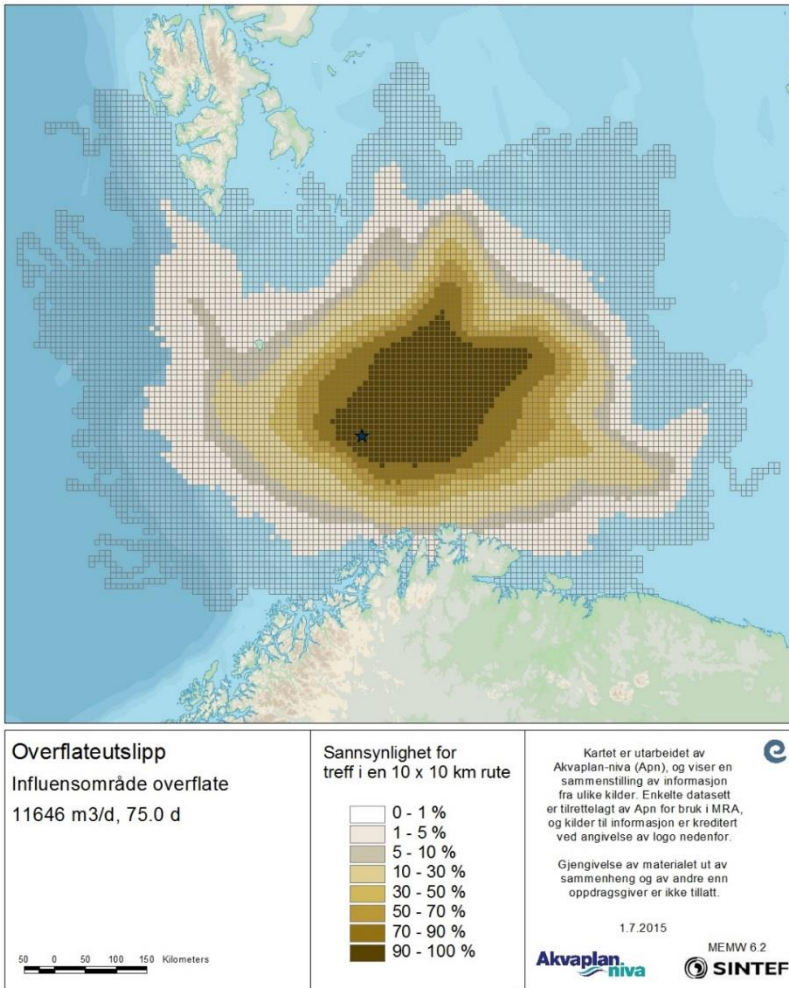 Overflateutslipp
Influensområde overflate
11646 m3/d, 75.0 d
50 0 50 100 150 Kilometers
Sannsynlighet for
treff i en 10 x 10 km rute
0 - 1 %
1 - 5 %
5 - 10 %
10 - 30 %
30 - 50 %
50 - 70 %
70 - 90 %
90 - 100 %
Kartet er utarbeidet av
Akvaplan-niva (Apn), og viser en
sammenstilling av informasjon
fra ulike kilder. Enkelte datasett
er tilrettelagt av Apn for bruk i MRA,
og kilder til informasjon er kreditert
ved angivelse av logo nedenfor.
Gjengivelse av materialet ut av
sammenheng og av andre enn
oppdragsgiver er ikke tillatt.
1.7.2015
MEMW 6.2
Akvaplan
niva
SINTEF